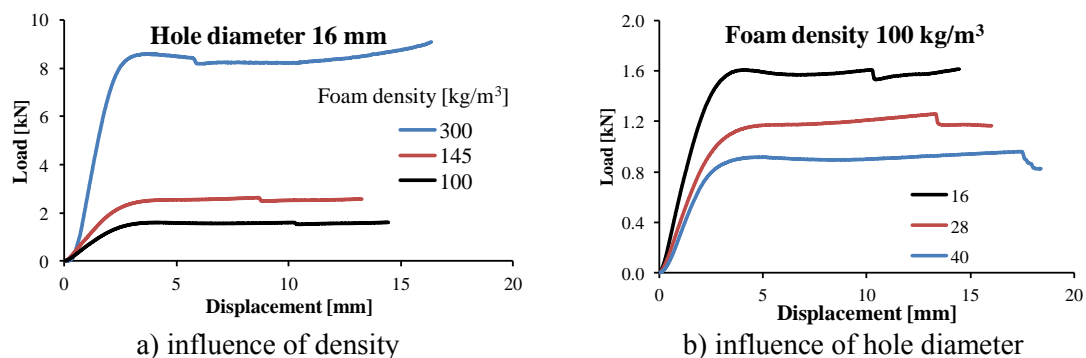 Hole diameter 16 mm
Load [kN]
10
8
6
4
2
0
Foam density [kg/m³]
300
145
100
0 5 10 15 20
Displacement [mm]
a) influence of density
Foam density 100 kg/m³
Load [kN]
2.0
1.6
1.2
0.8
0.4
0.0
16
28
40
0 5 10 15 20
Displacement [mm]
b) influence of hole diameter